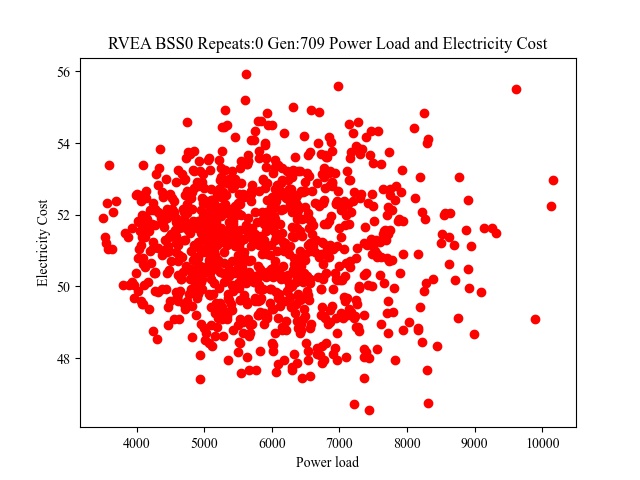 RVEA BSS0 Repeats:0 Gen:709 Power Load and Electricity Cost
56
54
52
50
48
Electricity Cost
4000 5000 6000 7000 8000 9000 10000
Power load